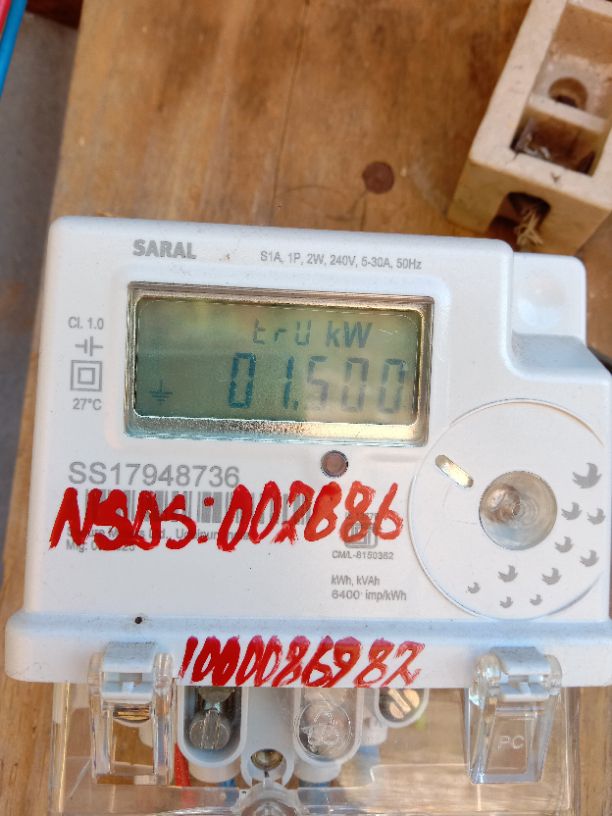 SARAL
S1A, 1P, 2W, 240V, 5-30A, 50Hz
Cl. 1.0
27°C
trU kW
01.500
SS17948736
NSDS:002686
CM/L-8150362
kWh, kVAh
6400 imp/kWh
1000086982
PC